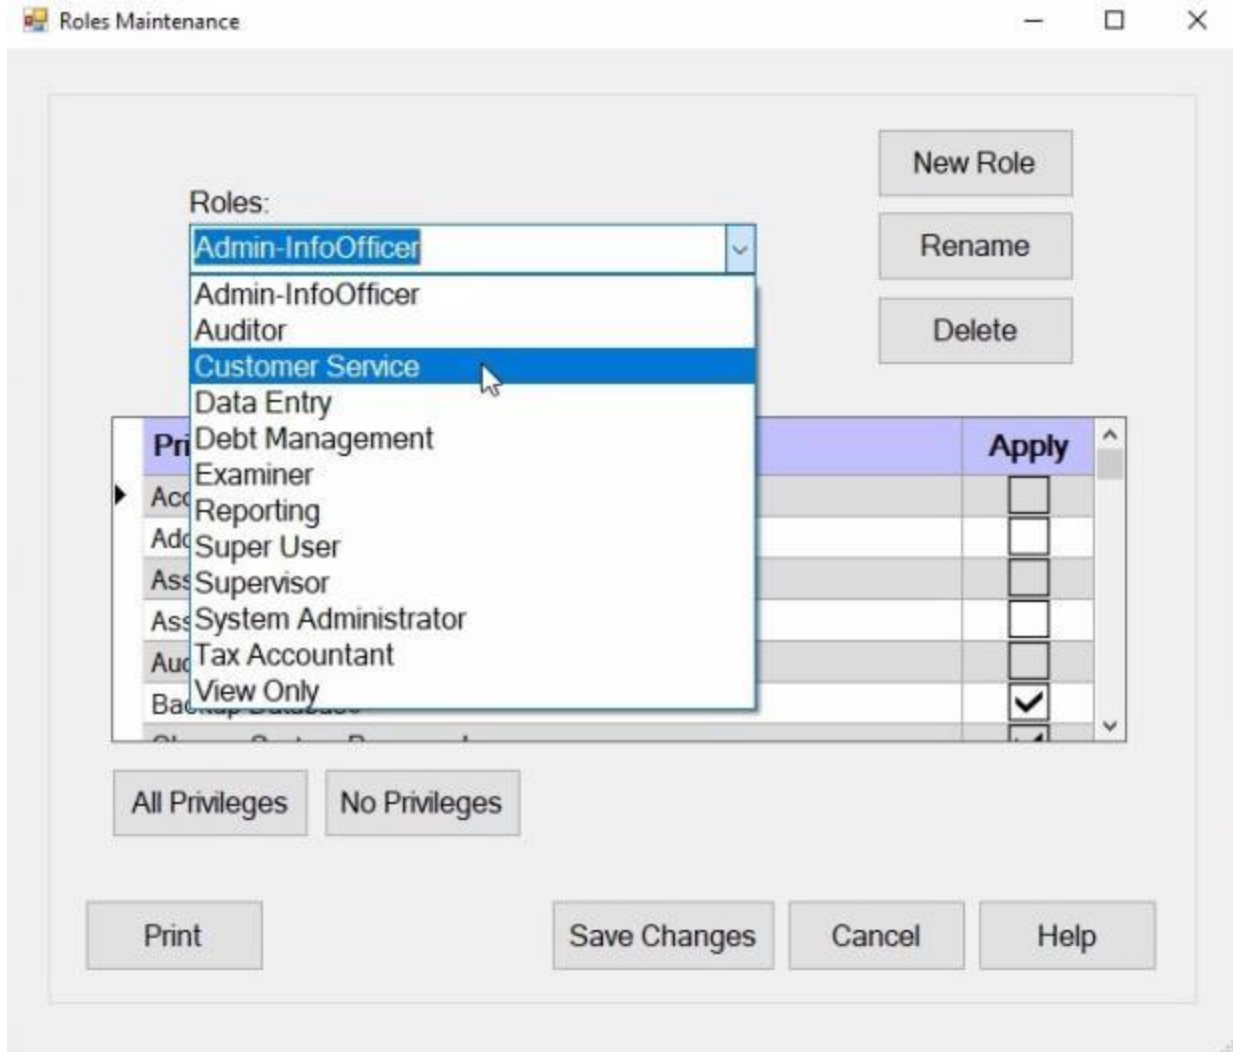 Roles Maintenance
New Role
Roles:
Admin-InfoOfficer
Rename
Admin-InfoOfficer
Auditor
Delete
Customer Service
Data Entry
Debt Management
Apply
Examiner
Reporting
Super User
Supervisor
System Administrator
Tax Accountant
View Only
All Privileges No Privileges
Print Save Changes Cancel Help